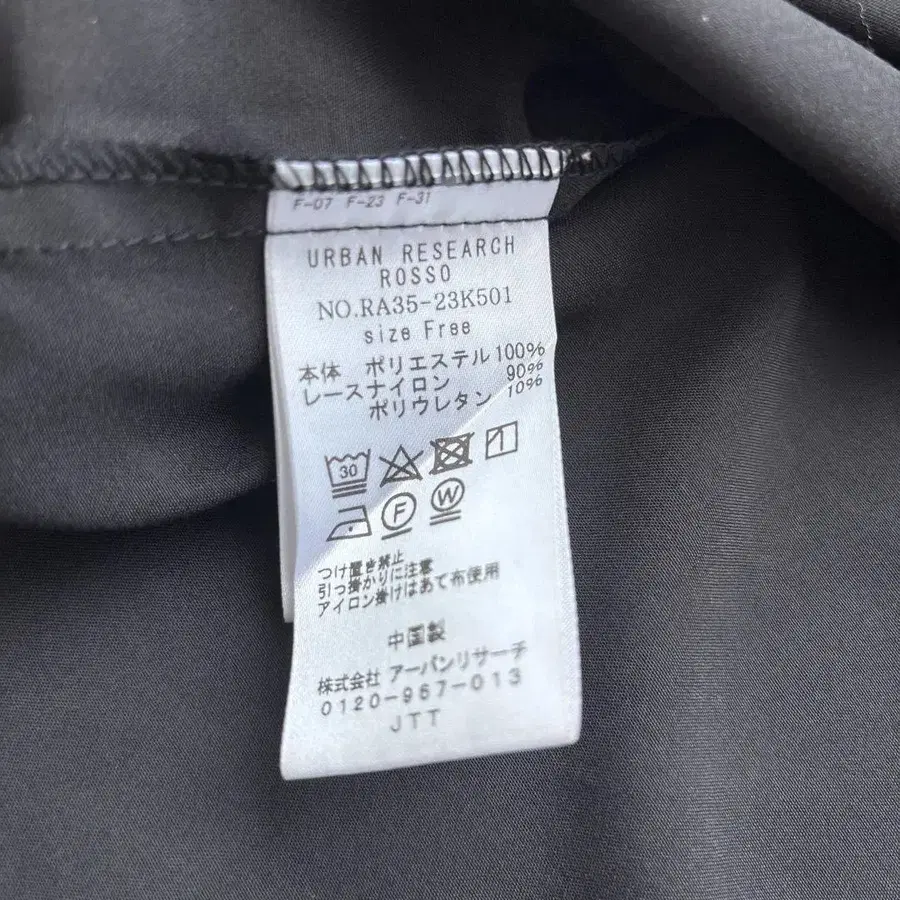 F-07 F-23 F-31
URBAN RESEARCH
ROSSO
NO.RA35-23K501
size Free
本体 ポリエステル 100%
レースナイロン 90%
ポリウレタン 10%
30
F W
つけ置き禁止
引っ掛かりに注意
アイロン掛けはあて布使用
中国製
株式会社 アーバンリサーチ
0120-967-013
JTT